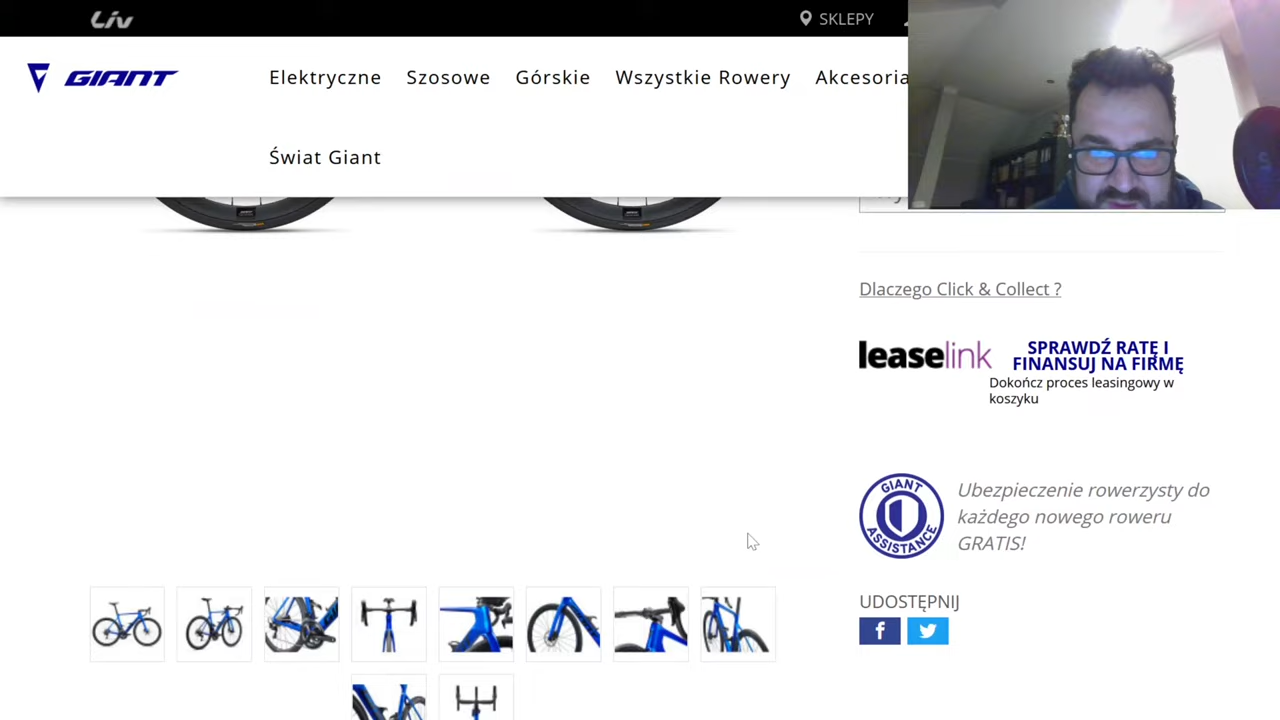 Liv
SKLEPY
GIANT
Elektryczne Szosowe Górskie Wszystkie Rowery Akcesoria
Świat Giant
Dlaczego Click & Collect ?
leaselink
SPRAWDŹ RATĘ I
FINANSUJ NA FIRMĘ
Dokończ proces leasingowy w
koszyku
GIANT
ASSISTANCE
Ubezpieczenie rowerzysty do
każdego nowego roweru
GRATIS!
UDOSTĘPNIJ